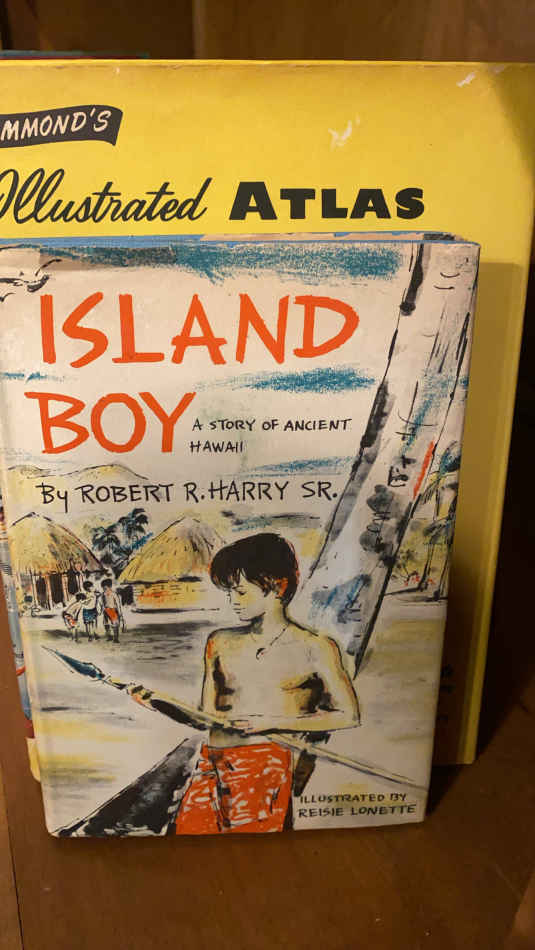 MMOND'S
Illustrated ATLAS
ISLAND
BOY
A STORY OF ANCIENT
HAWAII
By ROBERT R. HARRY SR.
ILLUSTRATED BY
REISIE LONETTE